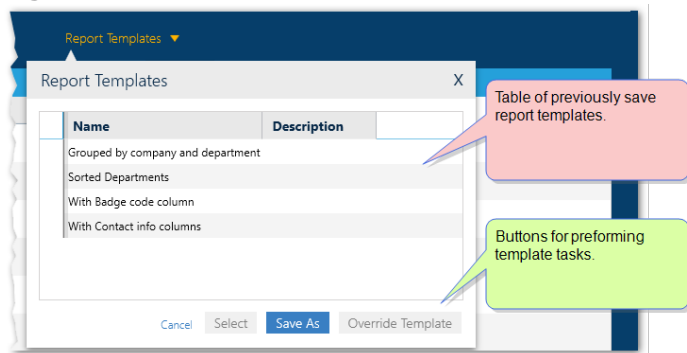 Report Templates ▼
Report Templates X
Name Description
Grouped by company and department
Sorted Departments
With Badge code column
With Contact info columns
Cancel Select Save As Override Template
Table of previously save
report templates.
Buttons for preforming
template tasks.